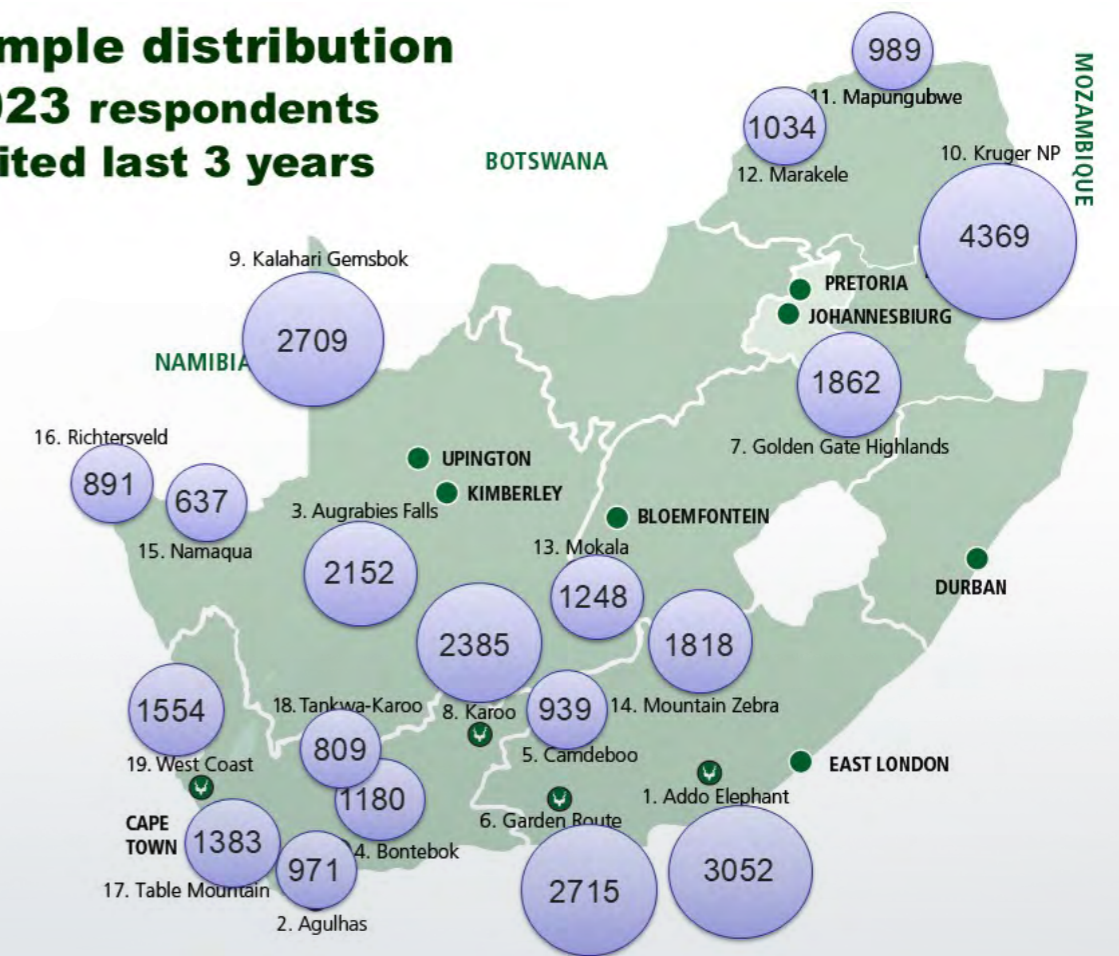 mple distribution
023 respondents
ited last 3 years
989
11. Mapungubwe
MOZAMBIQUE
1034
12. Marakele
BOTSWANA
10. Kruger NP
4369
9. Kalahari Gemsbok
2709
NAMIBIA
PRETORIA
JOHANNESBIURG
1862
7. Golden Gate Highlands
16. Richtersveld
891
637
15. Namaqua
UPINGTON
KIMBERLEY
3. Augrabies Falls
2152
BLOEMFONTEIN
13. Mokala
1248
DURBAN
2385
8. Karoo
1818
14. Mountain Zebra
939
5. Camdeboo
1554
19. West Coast
18. Tankwa-Karoo
809
1180
4. Bontebok
EAST LONDON
1. Addo Elephant
3052
6. Garden Route
2715
CAPE
TOWN
1383
17. Table Mountain
971
2. Agulhas